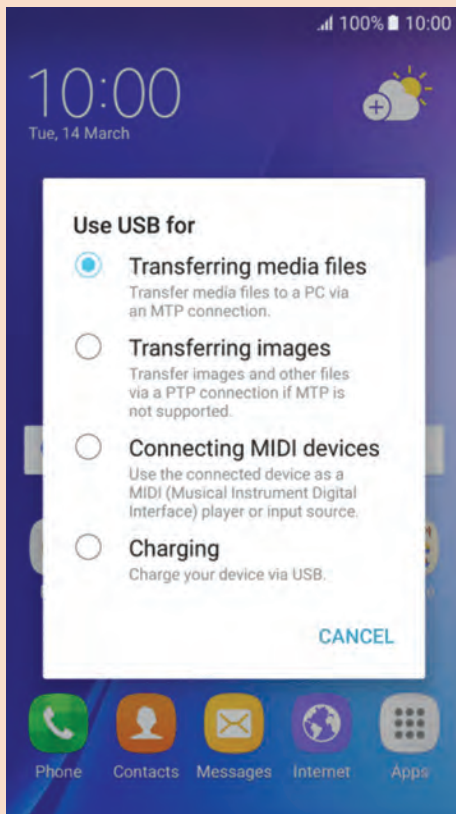 100% 10:00
10:00
Tue, 14 March
Use USB for
Transferring media files
Transfer media files to a PC via
an MTP connection.
Transferring images
Transfer images and other files
via a PTP connection if MTP is
not supported.
Connecting MIDI devices
Use the connected device as a
MIDI (Musical Instrument Digital
Interface) player or input source.
Charging
Charge your device via USB.
CANCEL
Phone Contacts Messages Internet Apps